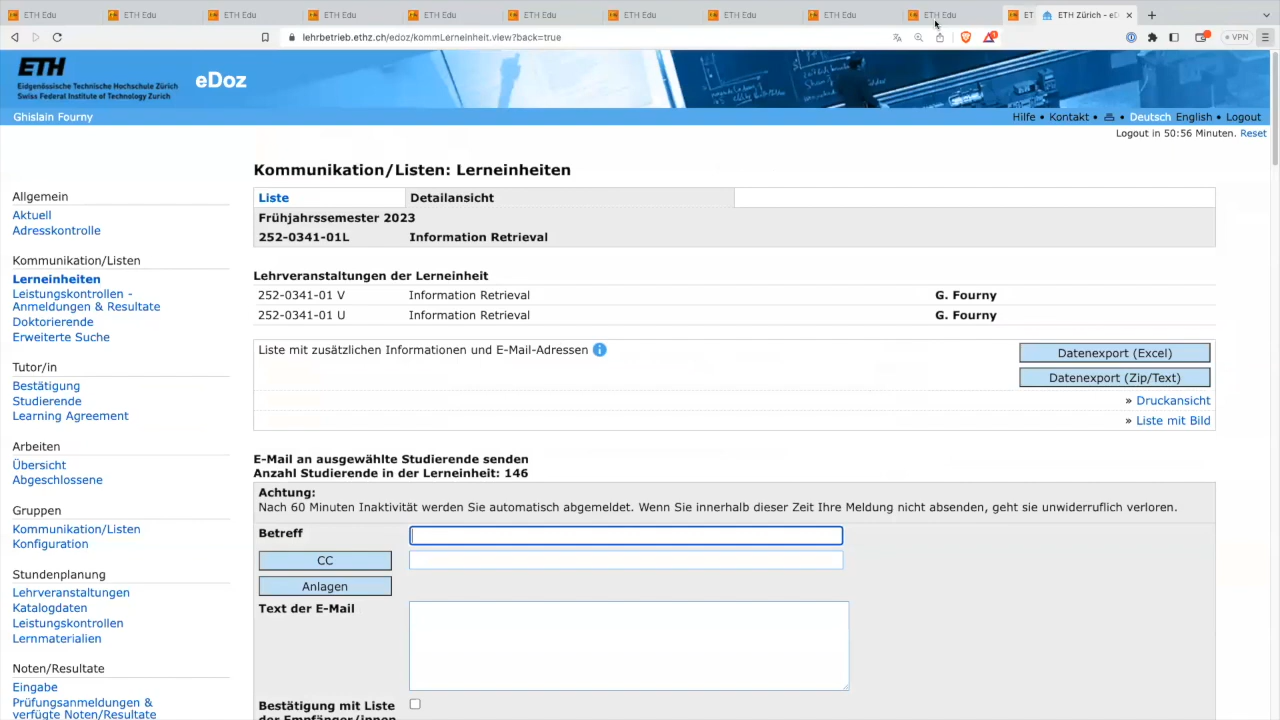 ETH Edu ETH Edu ETH Edu ETH Edu ETH Edu ETH Edu ETH Edu ETH Edu ETH Edu ETH Edu ET ETH Zürich - eD
lehrbetrieb.ethz.ch/edoz/kommLerneinheit.view?back=true
VPN
ETH
Eidgenössische Technische Hochschule Zürich
Swiss Federal Institute of Technology Zurich
eDoz
Ghislain Fourny
Hilfe • Kontakt • • Deutsch English • Logout
Logout in 50:56 Minuten. Reset
Allgemein
Aktuell
Adresskontrolle
Kommunikation/Listen
Lerneinheiten
Leistungskontrollen -
Anmeldungen & Resultate
Doktorierende
Erweiterte Suche
Tutor/in
Bestätigung
Studierende
Learning Agreement
Arbeiten
Übersicht
Abgeschlossene
Gruppen
Kommunikation/Listen
Konfiguration
Stundenplanung
Lehrveranstaltungen
Katalogdaten
Leistungskontrollen
Lernmaterialien
Noten/Resultate
Eingabe
Prüfungsanmeldungen &
verfügte Noten/Resultate
Kommunikation/Listen: Lerneinheiten
Liste Detailansicht
Frühjahrssemester 2023
252-0341-01L Information Retrieval
Lehrveranstaltungen der Lerneinheit
252-0341-01 V Information Retrieval G. Fourny
252-0341-01 U Information Retrieval G. Fourny
Liste mit zusätzlichen Informationen und E-Mail-Adressen i
Datenexport (Excel)
Datenexport (Zip/Text)
» Druckansicht
» Liste mit Bild
E-Mail an ausgewählte Studierende senden
Anzahl Studierende in der Lerneinheit: 146
Achtung:
Nach 60 Minuten Inaktivität werden Sie automatisch abgemeldet. Wenn Sie innerhalb dieser Zeit Ihre Meldung nicht absenden, geht sie unwiderruflich verloren.
Betreff
CC
Anlagen
Text der E-Mail
Bestätigung mit Liste
der Empfänger/innen